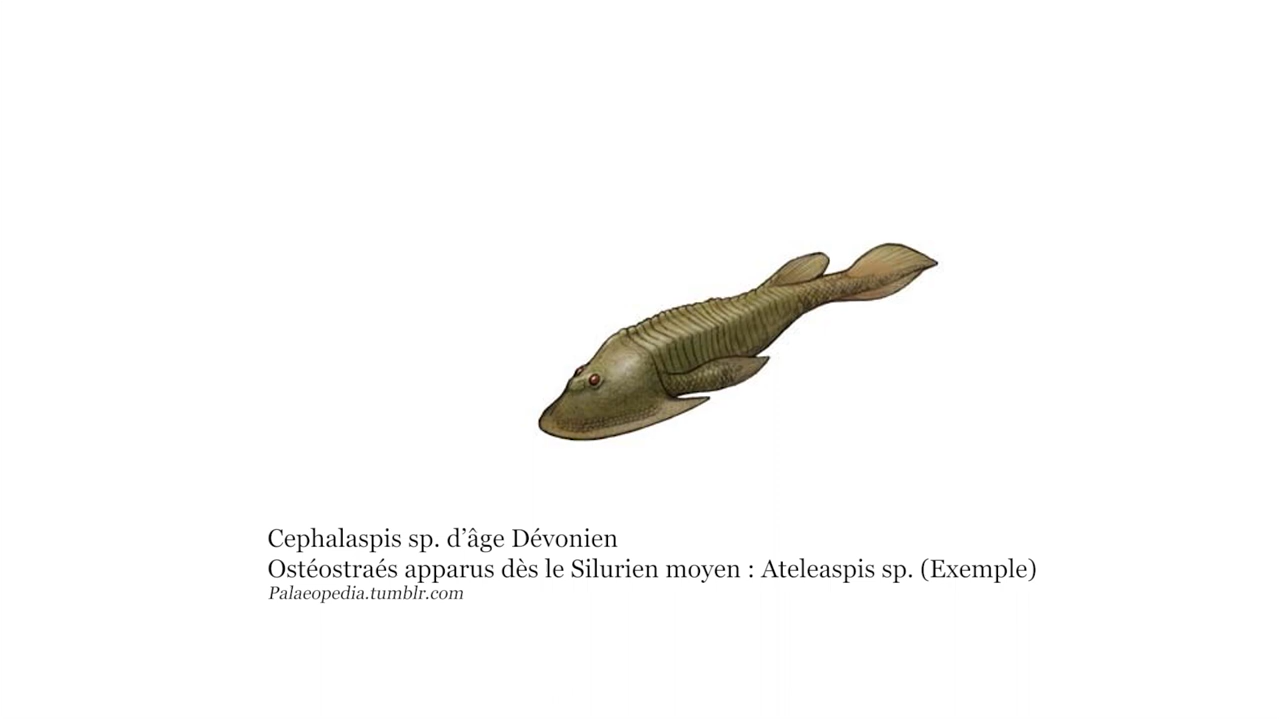 Cephalaspis sp. d’âge Dévonien
Ostéostraés apparus dès le Silurien moyen : Ateleaspis sp. (Exemple)
Palaeopedia.tumblr.com